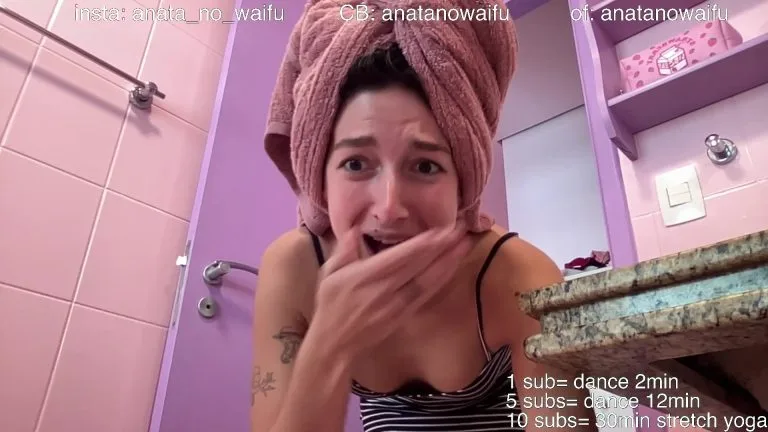 insta: anata_no_waifu CB: anatanowaifu of. anatanowaifu
1 sub= dance 2min
5 subs= dance 12min
10 subs= 30min stretch yoga